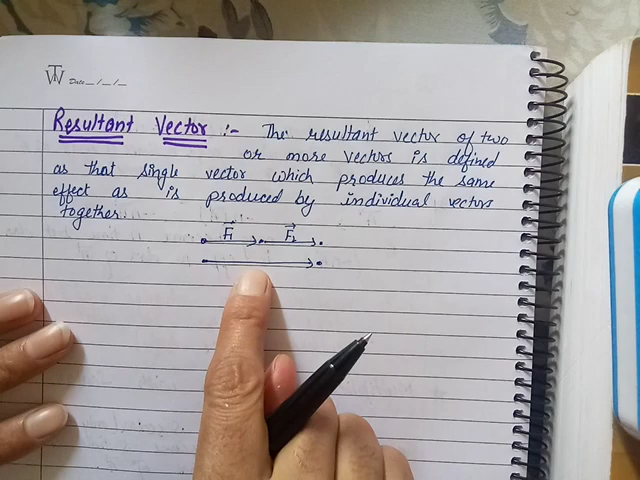 Date_/_/_
Resultant Vector :- The resultant vector of two
or more vectors is defined
as that single vector which produces the same
effect as is produced by individual vectors
together.
F₁ F₂